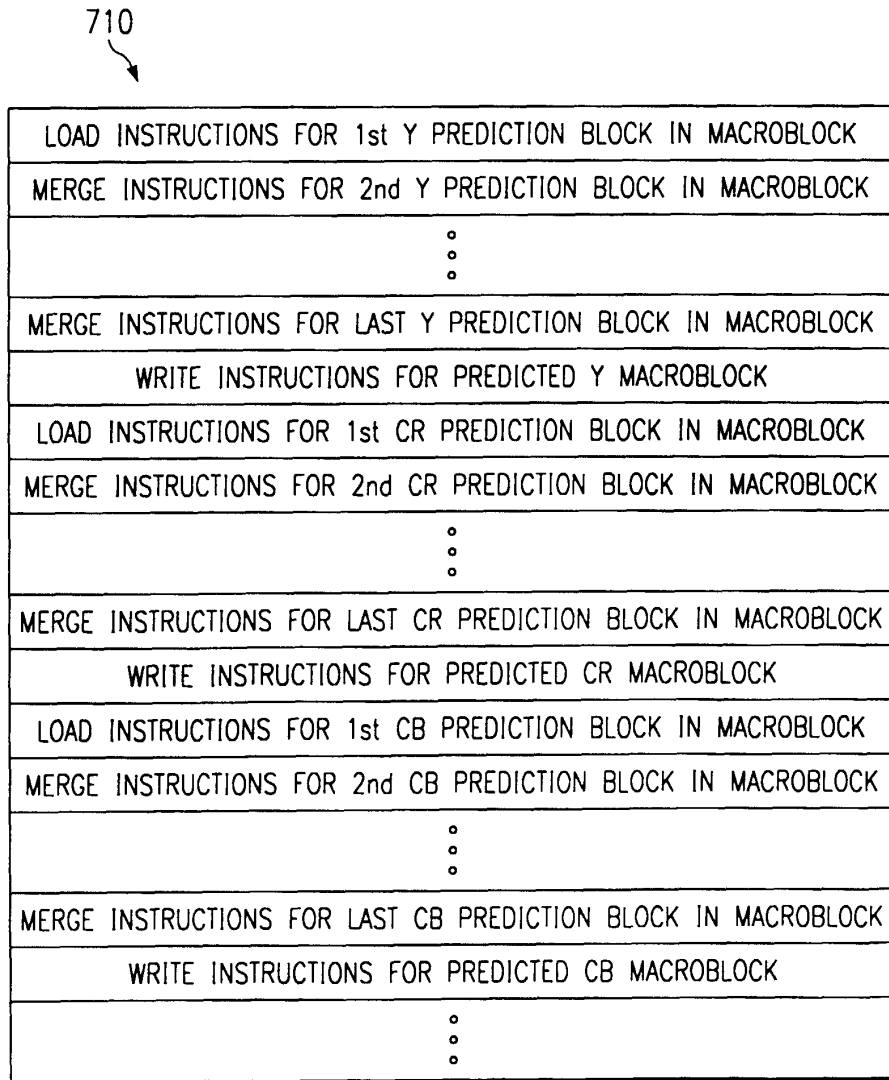 710
LOAD INSTRUCTIONS FOR 1st Y PREDICTION BLOCK IN MACROBLOCK
MERGE INSTRUCTIONS FOR 2nd Y PREDICTION BLOCK IN MACROBLOCK
MERGE INSTRUCTIONS FOR LAST Y PREDICTION BLOCK IN MACROBLOCK
WRITE INSTRUCTIONS FOR PREDICTED Y MACROBLOCK
LOAD INSTRUCTIONS FOR 1st CR PREDICTION BLOCK IN MACROBLOCK
MERGE INSTRUCTIONS FOR 2nd CR PREDICTION BLOCK IN MACROBLOCK
MERGE INSTRUCTIONS FOR LAST CR PREDICTION BLOCK IN MACROBLOCK
WRITE INSTRUCTIONS FOR PREDICTED CR MACROBLOCK
LOAD INSTRUCTIONS FOR 1st CB PREDICTION BLOCK IN MACROBLOCK
MERGE INSTRUCTIONS FOR 2nd CB PREDICTION BLOCK IN MACROBLOCK
MERGE INSTRUCTIONS FOR LAST CB PREDICTION BLOCK IN MACROBLOCK
WRITE INSTRUCTIONS FOR PREDICTED CB MACROBLOCK